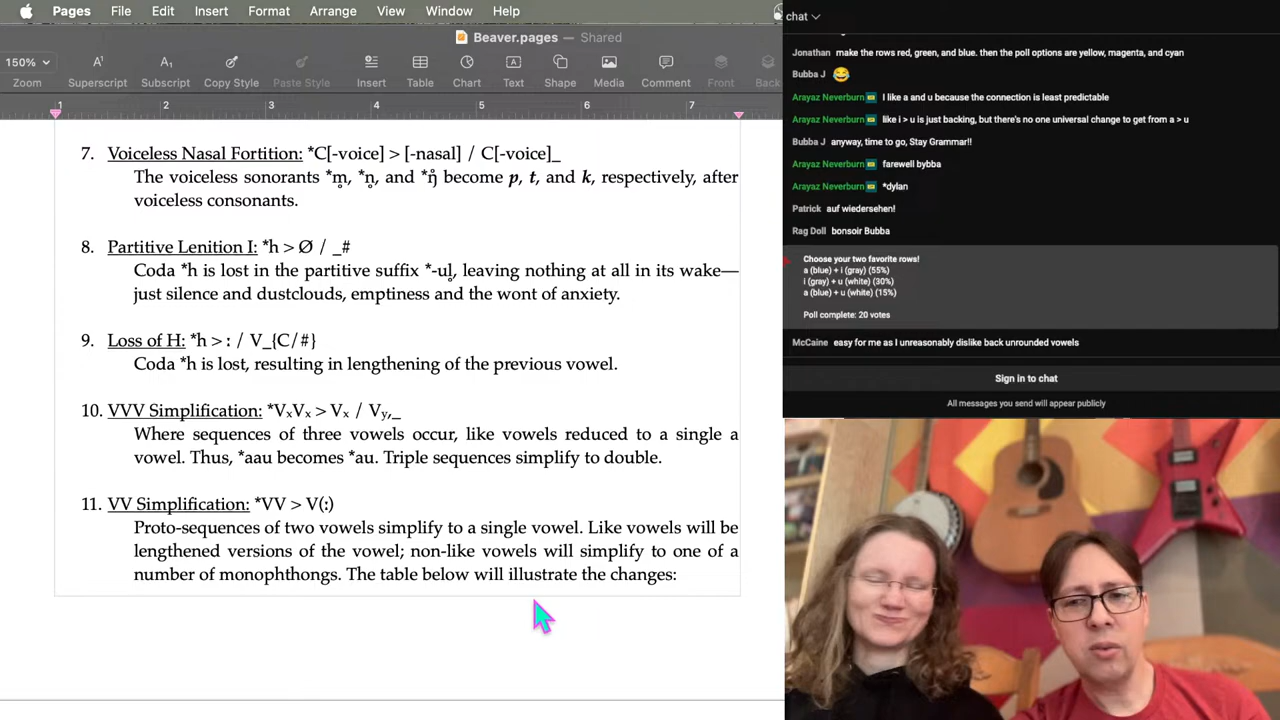 Pages File Edit Insert Format Arrange View Window Help
Beaver.pages — Shared
150%
Zoom Superscript Subscript Copy Style Paste Style Insert Table Chart Text Shape Media Comment Front Back
1 2 3 4 5 6 7
7. Voiceless Nasal Fortition: *C[-voice] > [-nasal] / C[-voice]_
The voiceless sonorants *m̥, *n̥, and *ŋ̊ become p, t, and k, respectively, after
voiceless consonants.
8. Partitive Lenition I: *h > Ø / _#
Coda *h is lost in the partitive suffix *-ul̥, leaving nothing at all in its wake—
just silence and dustclouds, emptiness and the wont of anxiety.
9. Loss of H: *h > : / V_{C/#}
Coda *h is lost, resulting in lengthening of the previous vowel.
10. VVV Simplification: *VₓVₓ > Vₓ / Vᵧ,_
Where sequences of three vowels occur, like vowels reduced to a single a
vowel. Thus, *aau becomes *au. Triple sequences simplify to double.
11. VV Simplification: *VV > V(:)
Proto-sequences of two vowels simplify to a single vowel. Like vowels will be
lengthened versions of the vowel; non-like vowels will simplify to one of a
number of monophthongs. The table below will illustrate the changes:
chat
Jonathan make the rows red, green, and blue. then the poll options are yellow, magenta, and cyan
Bubba J 😂
Arayaz Neverburn I like a and u because the connection is least predictable
Arayaz Neverburn like i > u is just backing, but there's no one universal change to get from a > u
Bubba J anyway, time to go, Stay Grammar!!
Arayaz Neverburn farewell bybba
Arayaz Neverburn *dylan
Patrick auf wiedersehen!
Rag Doll bonsoir Bubba
Choose your two favorite rows!
a (blue) + i (gray) (55%)
i (gray) + u (white) (30%)
a (blue) + u (white) (15%)
Poll complete: 20 votes
McCaine easy for me as I unreasonably dislike back unrounded vowels
Sign in to chat
All messages you send will appear publicly